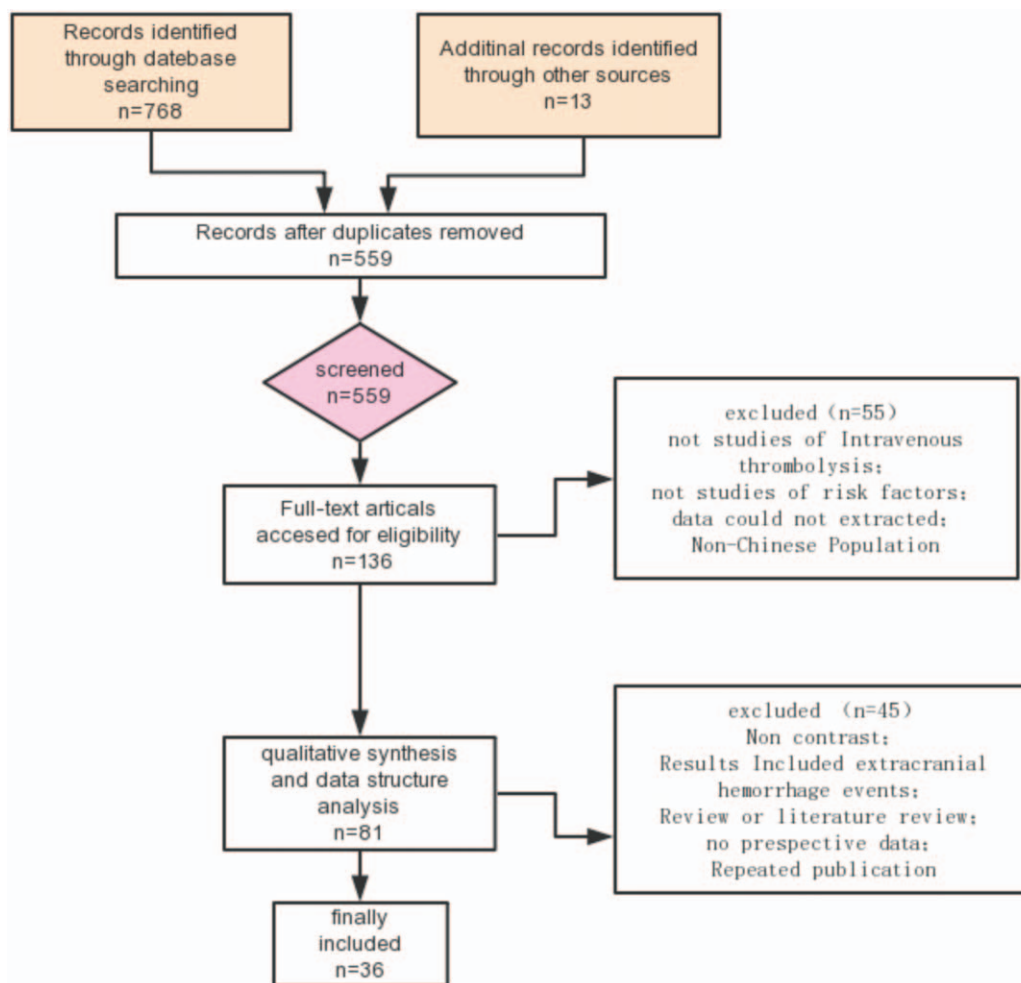 Records identified
through datebase
searching
n=768
Additinal records identified
through other sources
n=13
Records after duplicates removed
n=559
screened
n=559
excluded（n=55）
not studies of Intravenous
thrombolysis；
not studies of risk factors；
data could not extracted；
Non-Chinese Population
Full-text articals
accesed for eligibility
n=136
excluded （n=45）
Non contrast；
Results Included extracranial
hemorrhage events；
Review or literature review；
no prespective data；
Repeated publication
qualitative synthesis
and data structure
analysis
n=81
finally
included
n=36